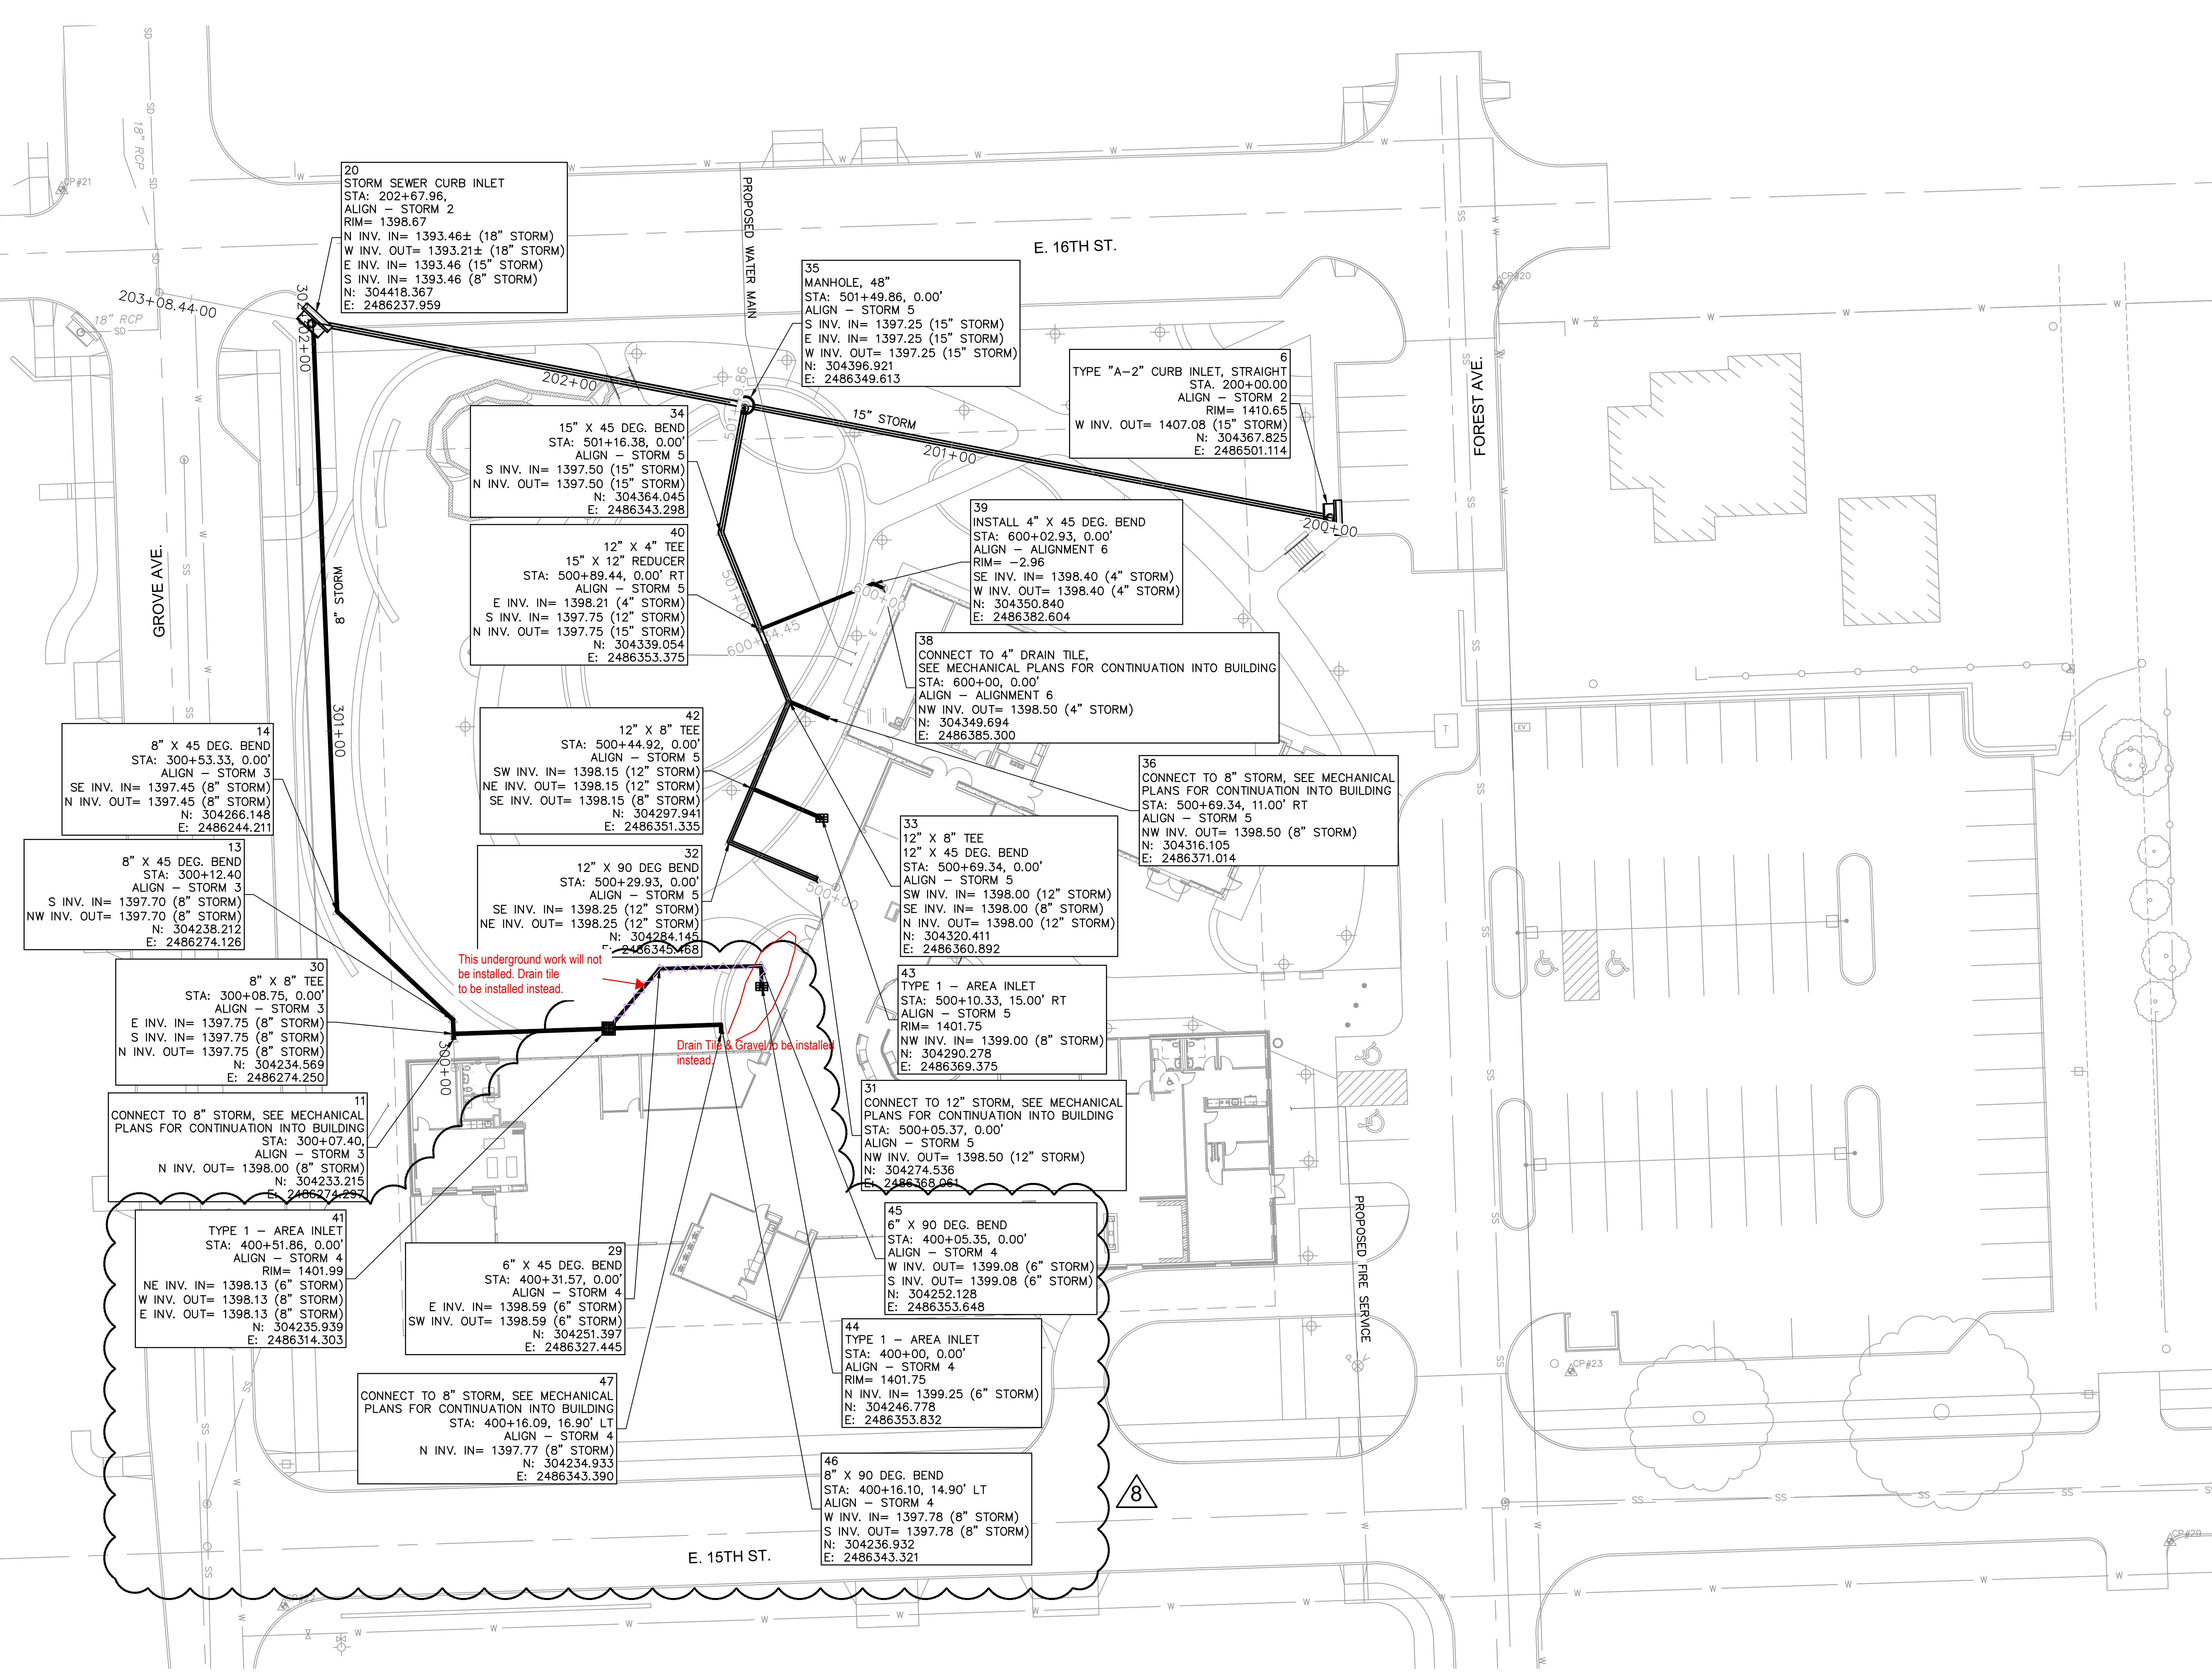 20
STORM SEWER CURB INLET
STA: 202+67.96,
ALIGN – STORM 2
RIM= 1398.67
N INV. IN= 1393.46± (18" STORM)
W INV. OUT= 1393.21± (18" STORM)
E INV. IN= 1393.46 (15" STORM)
S INV. IN= 1393.46 (8" STORM)
N: 304418.367
E: 2486237.959
35
MANHOLE, 48"
STA: 501+49.86, 0.00'
ALIGN – STORM 5
S INV. IN= 1397.25 (15" STORM)
E INV. IN= 1397.25 (15" STORM)
W INV. OUT= 1397.25 (15" STORM)
N: 304396.921
E: 2486349.613
6
TYPE "A-2" CURB INLET, STRAIGHT
STA. 200+00.00
ALIGN – STORM 2
RIM= 1410.65
W INV. OUT= 1407.08 (15" STORM)
N: 304367.825
E: 2486501.114
34
15" X 45 DEG. BEND
STA: 501+16.38, 0.00'
ALIGN – STORM 5
S INV. IN= 1397.50 (15" STORM)
N INV. OUT= 1397.50 (15" STORM)
N: 304364.045
E: 2486343.298
40
12" X 4" TEE
15" X 12" REDUCER
STA: 500+89.44, 0.00' RT
ALIGN – STORM 5
E INV. IN= 1398.21 (4" STORM)
S INV. IN= 1397.75 (12" STORM)
N INV. OUT= 1397.75 (15" STORM)
N: 304339.054
E: 2486353.375
39
INSTALL 4" X 45 DEG. BEND
STA: 600+02.93, 0.00'
ALIGN – ALIGNMENT 6
RIM= -2.96
SE INV. IN= 1398.40 (4" STORM)
W INV. OUT= 1398.40 (4" STORM)
N: 304350.840
E: 2486382.604
38
CONNECT TO 4" DRAIN TILE,
SEE MECHANICAL PLANS FOR CONTINUATION INTO BUILDING
STA: 600+00, 0.00'
ALIGN – ALIGNMENT 6
NW INV. OUT= 1398.50 (4" STORM)
N: 304349.694
E: 2486385.300
42
12" X 8" TEE
STA: 500+44.92, 0.00'
ALIGN – STORM 5
SW INV. IN= 1398.15 (12" STORM)
NE INV. OUT= 1398.15 (12" STORM)
SE INV. OUT= 1398.15 (8" STORM)
N: 304297.941
E: 2486351.335
36
CONNECT TO 8" STORM, SEE MECHANICAL
PLANS FOR CONTINUATION INTO BUILDING
STA: 500+69.34, 11.00' RT
ALIGN – STORM 5
NW INV. OUT= 1398.50 (8" STORM)
N: 304316.105
E: 2486371.014
14
8" X 45 DEG. BEND
STA: 300+53.33, 0.00'
ALIGN – STORM 3
SE INV. IN= 1397.45 (8" STORM)
N INV. OUT= 1397.45 (8" STORM)
N: 304266.148
E: 2486244.211
13
8" X 45 DEG. BEND
STA: 300+12.40
ALIGN – STORM 3
S INV. IN= 1397.70 (8" STORM)
NW INV. OUT= 1397.70 (8" STORM)
N: 304238.212
E: 2486274.126
32
12" X 90 DEG BEND
STA: 500+29.93, 0.00'
ALIGN – STORM 5
SE INV. IN= 1398.25 (12" STORM)
NE INV. OUT= 1398.25 (12" STORM)
N: 304284.145
E: 2486345.468
33
12" X 8" TEE
12" X 45 DEG. BEND
STA: 500+69.34, 0.00'
ALIGN – STORM 5
SW INV. IN= 1398.00 (12" STORM)
SE INV. IN= 1398.00 (8" STORM)
N INV. OUT= 1398.00 (12" STORM)
N: 304320.411
E: 2486360.892
This underground work will not
be installed. Drain tile
to be installed instead.
Drain Tile & Gravel to be installed
instead.
30
8" X 8" TEE
STA: 300+08.75, 0.00'
ALIGN – STORM 3
E INV. IN= 1397.75 (8" STORM)
S INV. IN= 1397.75 (8" STORM)
N INV. OUT= 1397.75 (8" STORM)
N: 304234.569
E: 2486274.250
43
TYPE 1 – AREA INLET
STA: 500+10.33, 15.00' RT
ALIGN – STORM 5
RIM= 1401.75
NW INV. IN= 1399.00 (8" STORM)
N: 304290.278
E: 2486369.375
11
CONNECT TO 8" STORM, SEE MECHANICAL
PLANS FOR CONTINUATION INTO BUILDING
STA: 300+07.40,
ALIGN – STORM 3
N INV. OUT= 1398.00 (8" STORM)
N: 304233.215
E: 2486274.297
31
CONNECT TO 12" STORM, SEE MECHANICAL
PLANS FOR CONTINUATION INTO BUILDING
STA: 500+05.37, 0.00'
ALIGN – STORM 5
NW INV. OUT= 1398.50 (12" STORM)
N: 304274.536
E: 2486368.061
41
TYPE 1 – AREA INLET
STA: 400+51.86, 0.00'
ALIGN – STORM 4
RIM= 1401.99
NE INV. IN= 1398.13 (6" STORM)
W INV. OUT= 1398.13 (8" STORM)
E INV. OUT= 1398.13 (8" STORM)
N: 304235.939
E: 2486314.303
29
6" X 45 DEG. BEND
STA: 400+31.57, 0.00'
ALIGN – STORM 4
E INV. IN= 1398.59 (6" STORM)
SW INV. OUT= 1398.59 (6" STORM)
N: 304251.397
E: 2486327.445
45
6" X 90 DEG. BEND
STA: 400+05.35, 0.00'
ALIGN – STORM 4
W INV. OUT= 1399.08 (6" STORM)
S INV. OUT= 1399.08 (6" STORM)
N: 304252.128
E: 2486353.648
44
TYPE 1 – AREA INLET
STA: 400+00, 0.00'
ALIGN – STORM 4
RIM= 1401.75
N INV. IN= 1399.25 (6" STORM)
N: 304246.778
E: 2486353.832
47
CONNECT TO 8" STORM, SEE MECHANICAL
PLANS FOR CONTINUATION INTO BUILDING
STA: 400+16.09, 16.90' LT
ALIGN – STORM 4
N INV. IN= 1397.77 (8" STORM)
N: 304234.933
E: 2486343.390
46
8" X 90 DEG. BEND
STA: 400+16.10, 14.90' LT
ALIGN – STORM 4
W INV. IN= 1397.78 (8" STORM)
S INV. OUT= 1397.78 (8" STORM)
N: 304236.932
E: 2486343.321
8
E. 16TH ST.
E. 15TH ST.
GROVE AVE.
FOREST AVE.
PROPOSED WATER MAIN
PROPOSED FIRE SERVICE
15" STORM
8" STORM
18" RCP
18" RCP
203+08.44
202+00
201+00
200+00
302+00
301+00
300+00
501+00
500+00
600+00
600+34.45
CP#21
CP#20
CP#23
CP#22
CP#29
EV
T